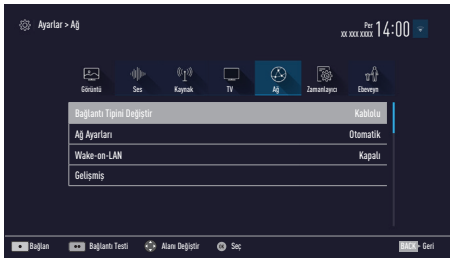 Ayarlar > Ağ
Per
xx xxx xxxx 14:00
Görüntü Ses Kaynak TV Ağ Zamanlayıcı Ebeveyn
Bağlantı Tipini Değiştir Kablolu
Ağ Ayarları Otomatik
Wake-on-LAN Kapalı
Gelişmiş
Bağlan Bağlantı Testi Alanı Değiştir OK Seç BACK Geri